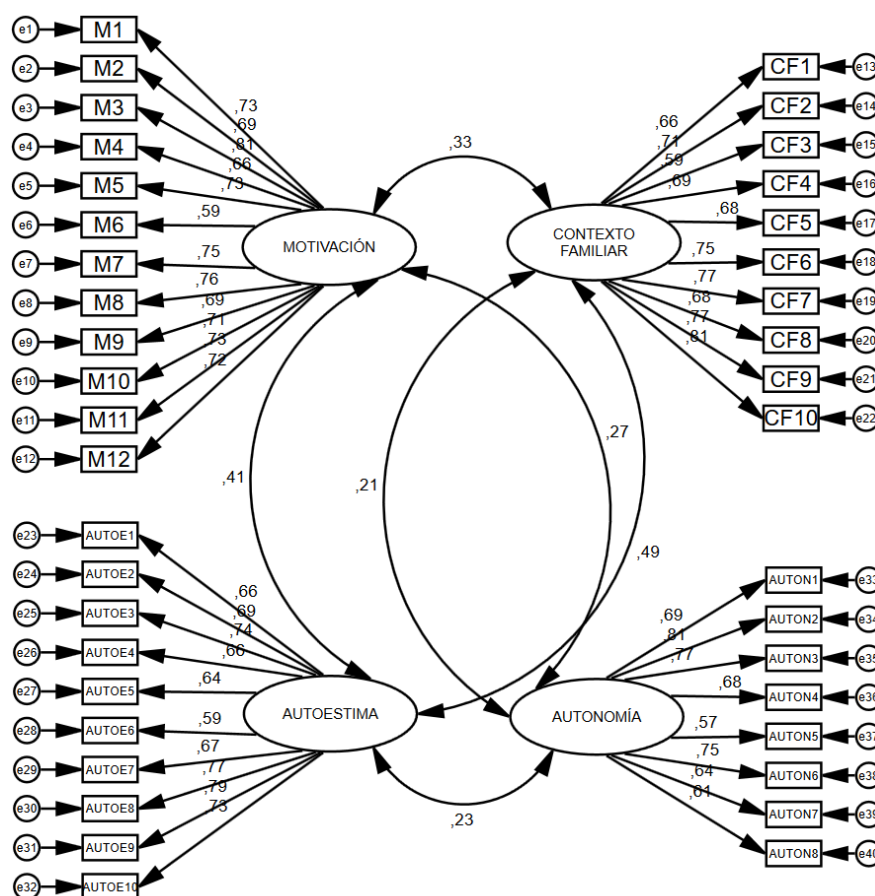 e1 M1
e2 M2
e3 M3
e4 M4
e5 M5
e6 M6
e7 M7
e8 M8
e9 M9
e10 M10
e11 M11
e12 M12
,73
,69
,81
,66
,73
,59
,75
,76
,69
,71
,73
,72
MOTIVACIÓN
,33
CONTEXTO
FAMILIAR
,66
,71
,59
,69
,68
,75
,77
,68
,77
,81
CF1 e13
CF2 e14
CF3 e15
CF4 e16
CF5 e17
CF6 e18
CF7 e19
CF8 e20
CF9 e21
CF10 e22
,41
,21
,27
,49
e23 AUTOE1
e24 AUTOE2
e25 AUTOE3
e26 AUTOE4
e27 AUTOE5
e28 AUTOE6
e29 AUTOE7
e30 AUTOE8
e31 AUTOE9
e32 AUTOE10
,66
,69
,74
,66
,64
,59
,67
,77
,79
,73
AUTOESTIMA
,23
AUTONOMÍA
,69
,81
,77
,68
,57
,75
,64
,61
AUTON1 e33
AUTON2 e34
AUTON3 e35
AUTON4 e36
AUTON5 e37
AUTON6 e38
AUTON7 e39
AUTON8 e40